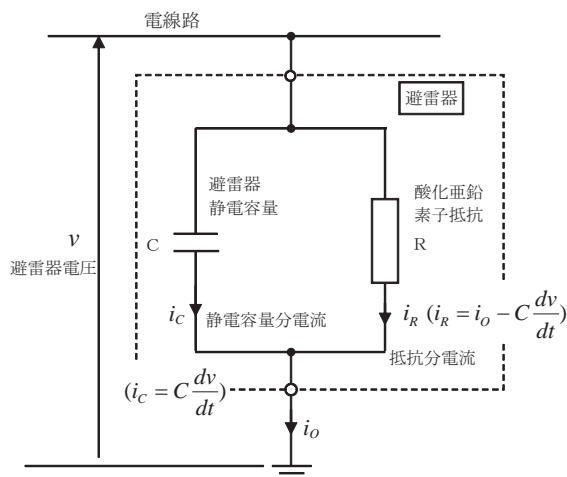 電線路
避雷器
避雷器
静電容量
酸化亜鉛
素子抵抗
C
R
v
避雷器電圧
i_C
静電容量分電流
i_R (i_R = i_O - C dv/dt)
抵抗分電流
(i_C = C dv/dt)
i_O